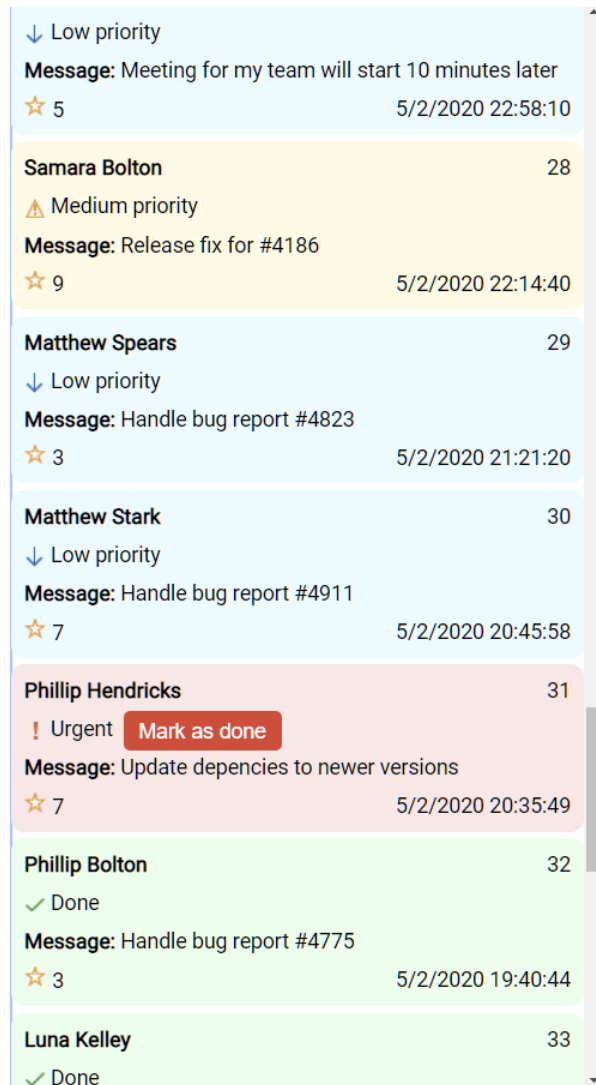 Low priority
Message: Meeting for my team will start 10 minutes later
5 5/2/2020 22:58:10
Samara Bolton 28
Medium priority
Message: Release fix for #4186
9 5/2/2020 22:14:40
Matthew Spears 29
Low priority
Message: Handle bug report #4823
3 5/2/2020 21:21:20
Matthew Stark 30
Low priority
Message: Handle bug report #4911
7 5/2/2020 20:45:58
Phillip Hendricks 31
Urgent Mark as done
Message: Update depencies to newer versions
7 5/2/2020 20:35:49
Phillip Bolton 32
Done
Message: Handle bug report #4775
3 5/2/2020 19:40:44
Luna Kelley 33
Done